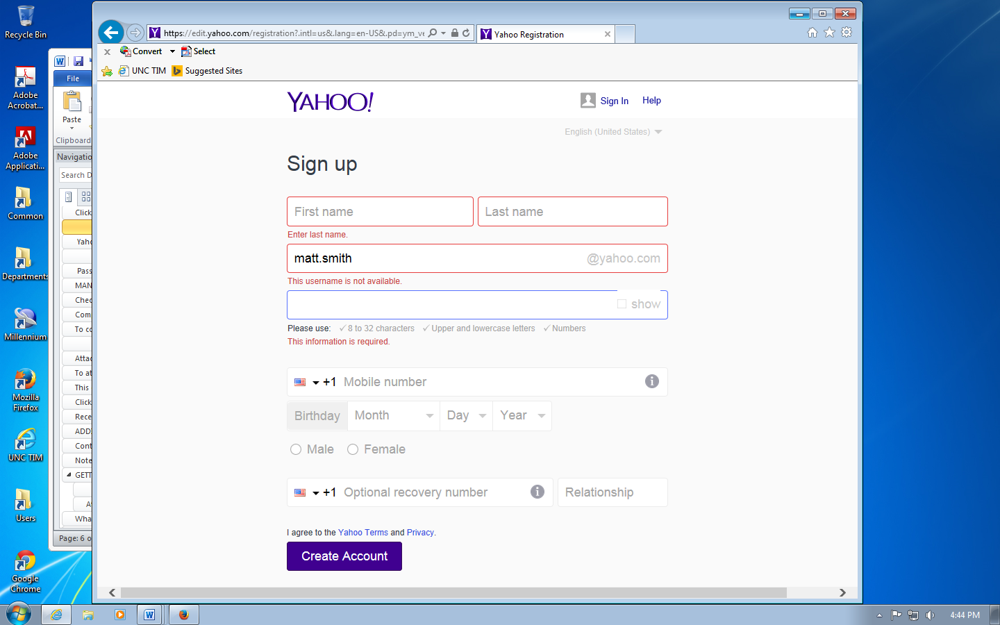 Recycle Bin
Adobe
Acrobat...
Adobe
Applicati...
Common
Departments
Millennium
Mozilla
Firefox
UNC TIM
Users
Google
Chrome
File
Paste
Clipboard
Navigatio
Search D
Click
Yaho
Pass
MAN
Chec
Com
To co
Attac
To at
This
Click
Rece
ADD
Cont
Note
GETT
Wha
Page: 6 o
https://edit.yahoo.com/registration?.intl=us&.lang=en-US&.pd=ym_ve
Yahoo Registration
x Convert Select
UNC TIM Suggested Sites
YAHOO!
Sign In Help
English (United States)
Sign up
First name Last name
Enter last name.
matt.smith @yahoo.com
This username is not available.
show
Please use: ✓8 to 32 characters ✓Upper and lowercase letters ✓Numbers
This information is required.
+1 Mobile number
Birthday Month Day Year
Male Female
+1 Optional recovery number Relationship
I agree to the Yahoo Terms and Privacy.
Create Account
4:44 PM